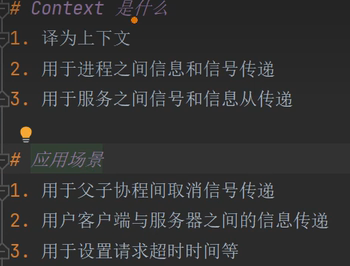 # Context 是什么
1. 译为上下文
2. 用于进程之间信息和信号传递
3. 用于服务之间信号和信息从传递
# 应用场景
1. 用于父子协程间取消信号传递
2. 用户客户端与服务器之间的信息传递
3. 用于设置请求超时时间等